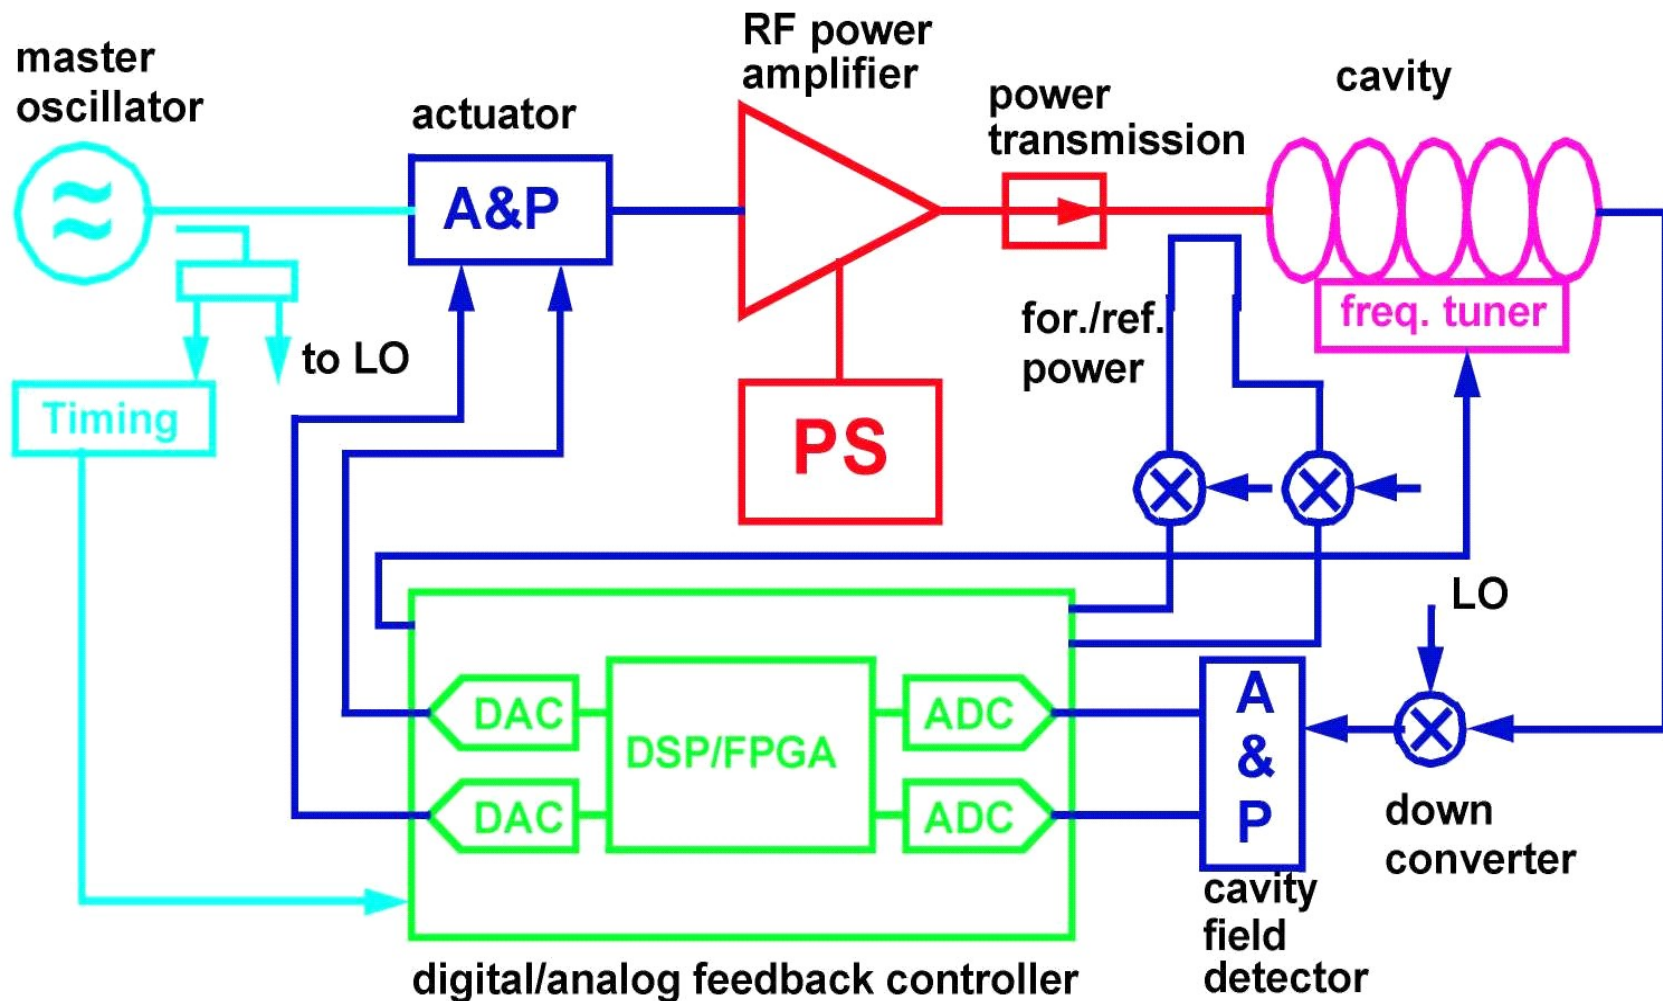 master
oscillator
actuator
RF power
amplifier
power
transmission
cavity
A&P
freq. tuner
for./ref.
power
to LO
Timing
PS
LO
DAC
DSP/FPGA
ADC
DAC
ADC
A
&
P
down
converter
cavity
field
detector
digital/analog feedback controller